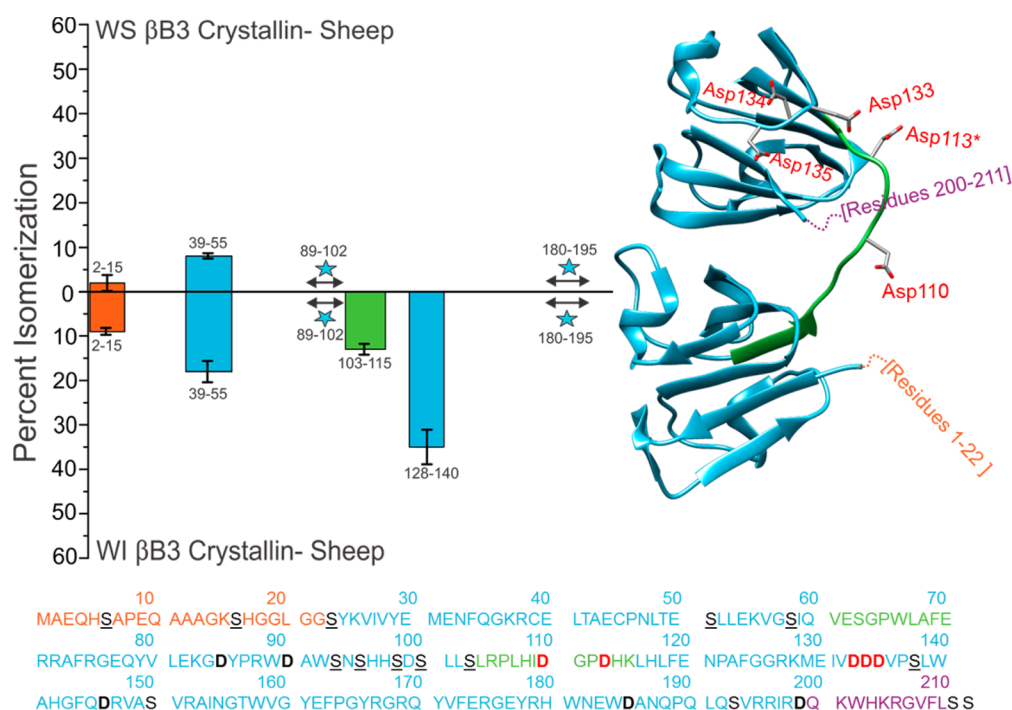 WS βB3 Crystallin- Sheep
Percent Isomerization
60
50
40
30
20
10
0
10
20
30
40
50
60
2-15
39-55
89-102
180-195
2-15
39-55
89-102
103-115
128-140
180-195
Asp134
Asp133
Asp113*
Asp135
[Residues 200-211]
Asp110
[Residues 1-22 ]
WI βB3 Crystallin- Sheep
10 20 30 40 50 60 70
MAEQHSAPEQ AAAGKSHGGL GGSYKVIVYE MENFQGKRCE LTAECPNLTE SLLEKVGSIQ VESGPWLAFE
80 90 100 110 120 130 140
RRAFRGEQYV LEKGDYPRWD AWSNSHHSDS LLSLRPLHID GPDHKLHLFE NPAFGGRKME IVDDDVPSLW
150 160 170 180 190 200 210
AHGFQDRVAS VRAINGTWVG YEFPGYRGRQ YVFERGEYRH WNEWDANQPQ LQSVRRIRDQ KWHKRGVFLS S